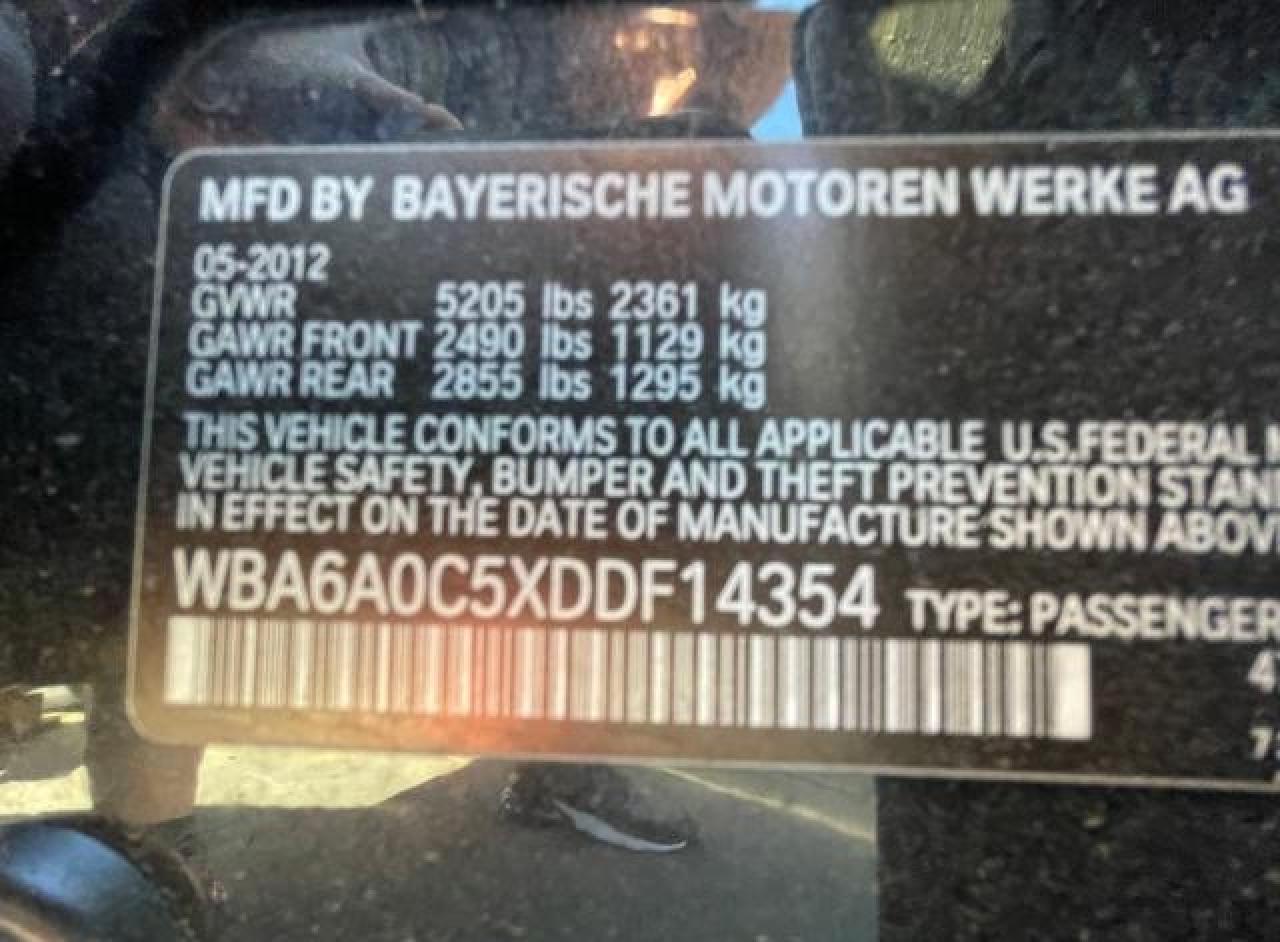 MFD BY BAYERISCHE MOTOREN WERKE AG
05-2012
GVWR 5205 lbs 2361 kg
GAWR FRONT 2490 lbs 1129 kg
GAWR REAR 2855 lbs 1295 kg
THIS VEHICLE CONFORMS TO ALL APPLICABLE U.S.FEDERAL
VEHICLE SAFETY, BUMPER AND THEFT PREVENTION STAN
IN EFFECT ON THE DATE OF MANUFACTURE SHOWN ABOV
WBA6A0C5XDDF14354 TYPE: PASSENGER